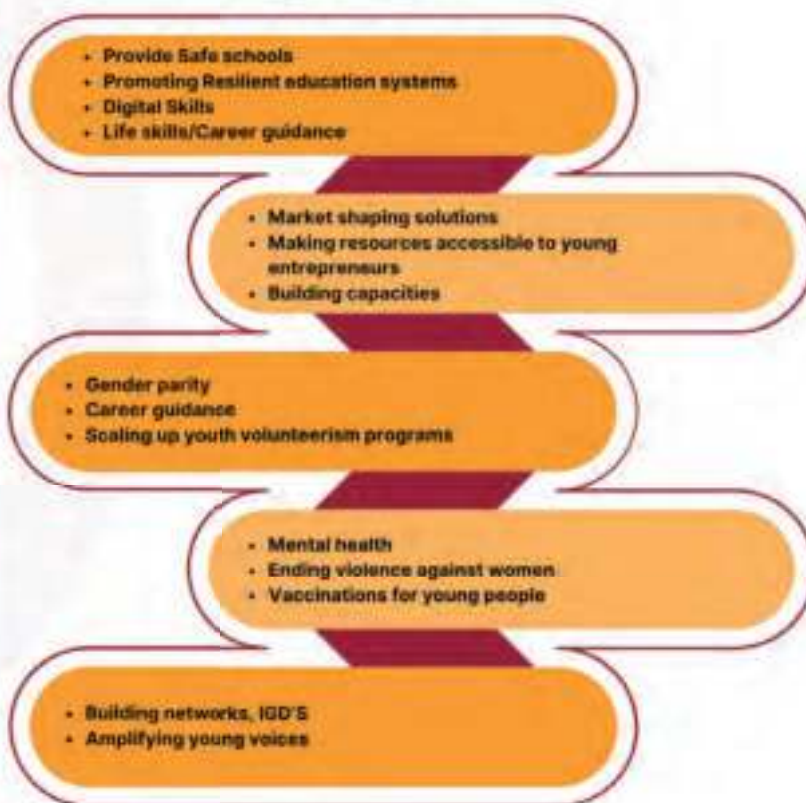 • Provide Safe schools
• Promoting Resilient education systems
• Digital Skills
• Life skills/Career guidance
• Market shaping solutions
• Making resources accessible to young
entrepreneurs
• Building capacities
• Gender parity
• Career guidance
• Scaling up youth volunteerism programs
• Mental health
• Ending violence against women
• Vaccinations for young people
• Building networks, IGD'S
• Amplifying young voices